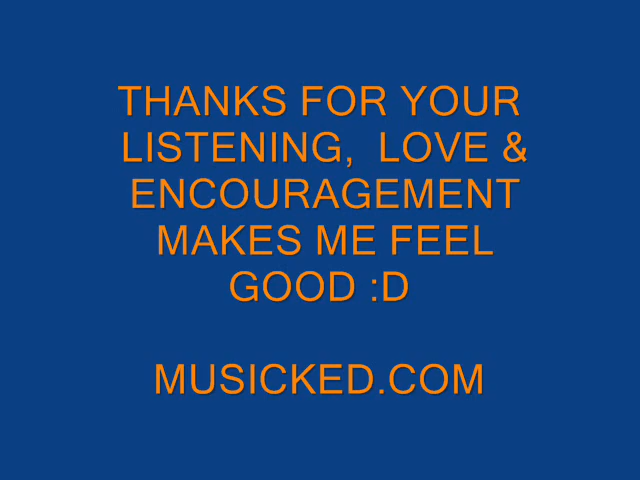 THANKS FOR YOUR
LISTENING, LOVE &
ENCOURAGEMENT
MAKES ME FEEL
GOOD :D
MUSICKED.COM